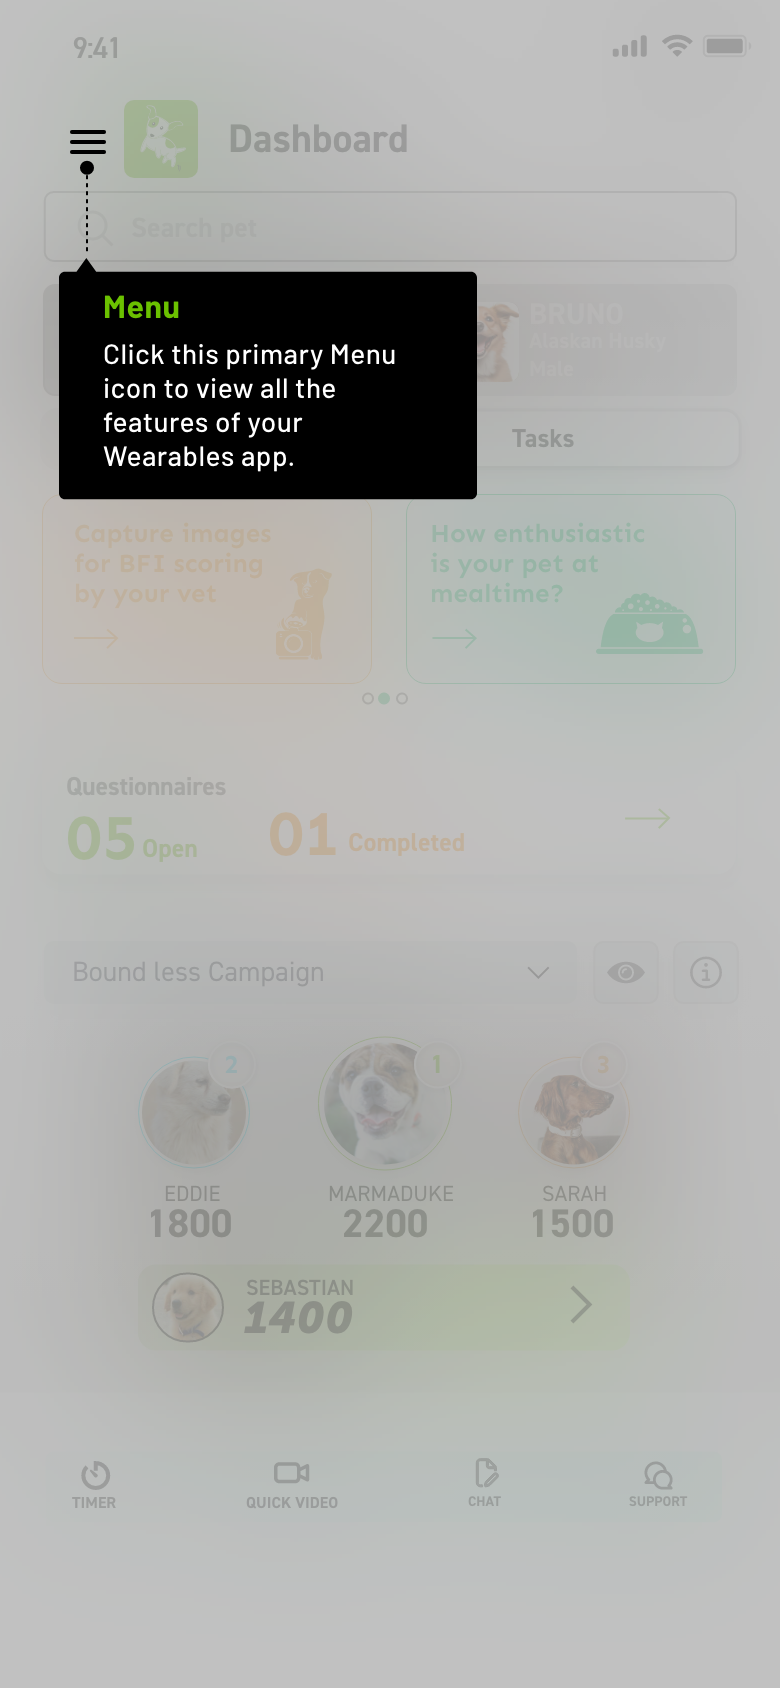 9:41
Dashboard
Search pet
Menu
Click this primary Menu
icon to view all the
features of your
Wearables app.
BRUNO
Alaskan Husky
Male
Tasks
Capture images
for BFI scoring
by your vet
How enthusiastic
is your pet at
mealtime?
Questionnaires
05 Open
01 Completed
Bound less Campaign
2
1
3
EDDIE
1800
MARMADUKE
2200
SARAH
1500
SEBASTIAN
1400
TIMER
QUICK VIDEO
CHAT
SUPPORT